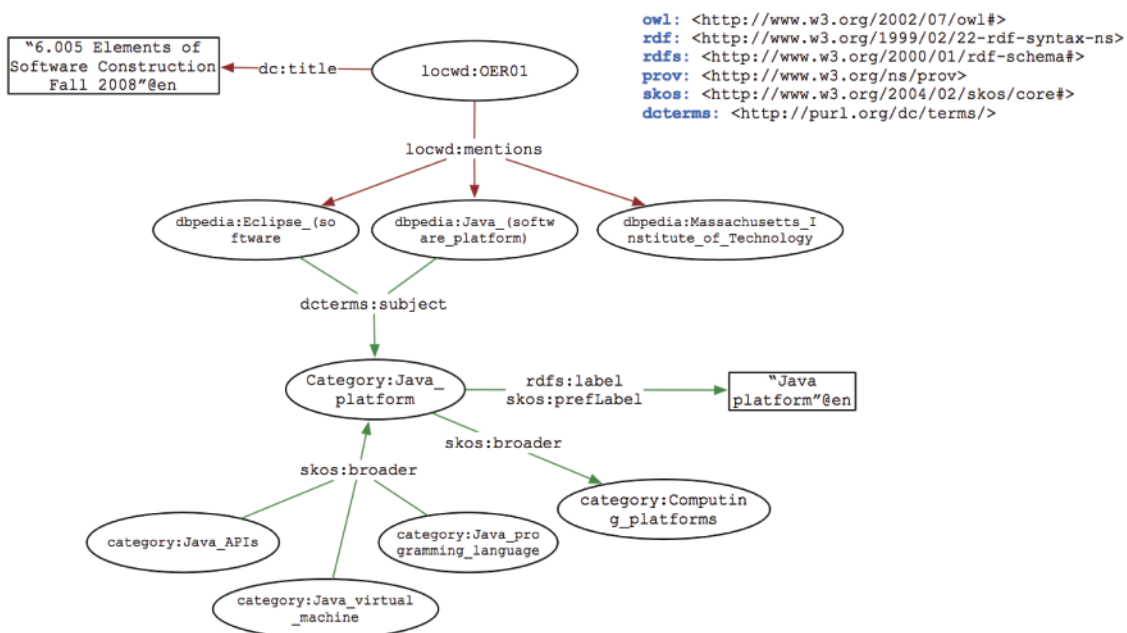 owl: <http://www.w3.org/2002/07/owl#>
rdf: <http://www.w3.org/1999/02/22-rdf-syntax-ns>
rdfs: <http://www.w3.org/2000/01/rdf-schema#>
prov: <http://www.w3.org/ns/prov>
skos: <http://www.w3.org/2004/02/skos/core#>
dcterms: <http://purl.org/dc/terms/>
“6.005 Elements of
Software Construction
Fall 2008”@en
dc:title
locwd:OER01
locwd:mentions
dbpedia:Eclipse_(so
ftware
dbpedia:Java_(softw
are_platform)
dbpedia:Massachusetts_I
nstitute_of_Technology
dcterms:subject
Category:Java_
platform
rdfs:label
skos:prefLabel
“Java
platform”@en
skos:broader
skos:broader
category:Computin
g_platforms
category:Java_APIs
category:Java_pro
gramming_language
category:Java_virtual
_machine